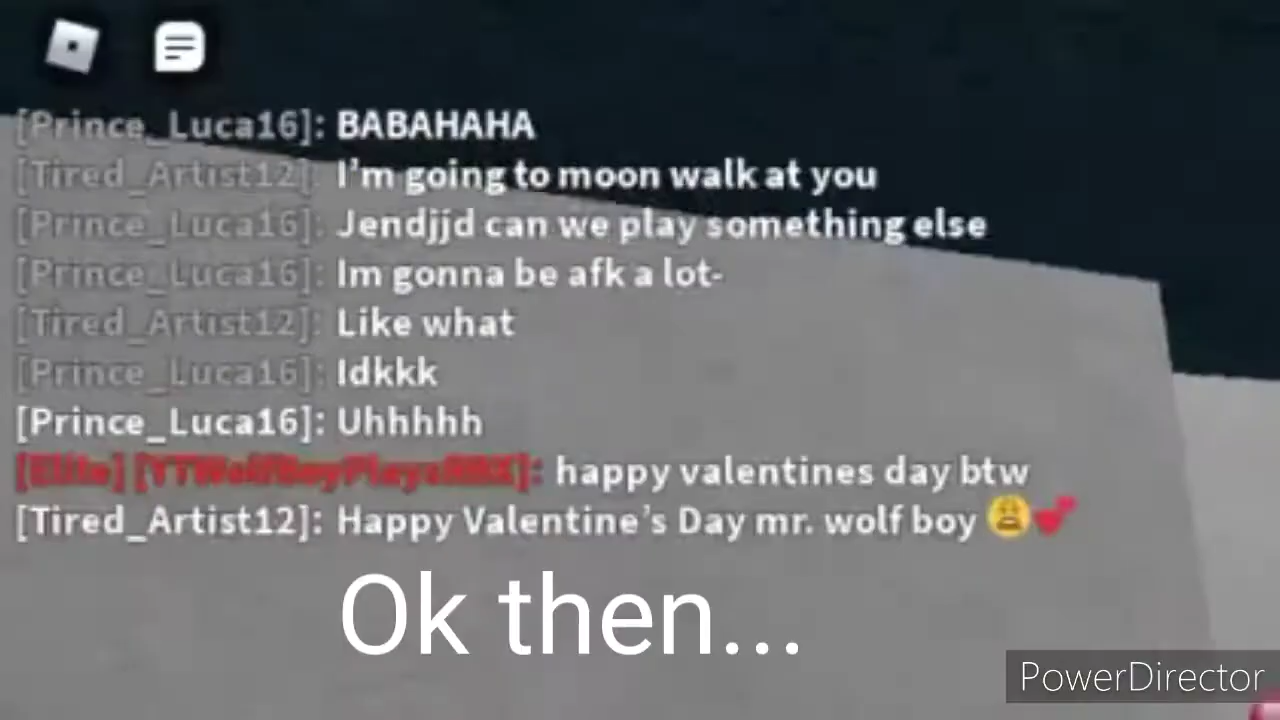 [Prince_Luca16]: BABAHAHA
[Tired_Artist12]: I'm going to moon walk at you
[Prince_Luca16]: Jendjjd can we play something else
[Prince_Luca16]: Im gonna be afk a lot-
[Tired_Artist12]: Like what
[Prince_Luca16]: Idkkk
[Prince_Luca16]: Uhhhhh
[Elite] [YTWolfBoyPlaysRBX]: happy valentines day btw
[Tired_Artist12]: Happy Valentine's Day mr. wolf boy 😩💕
Ok then...
PowerDirector